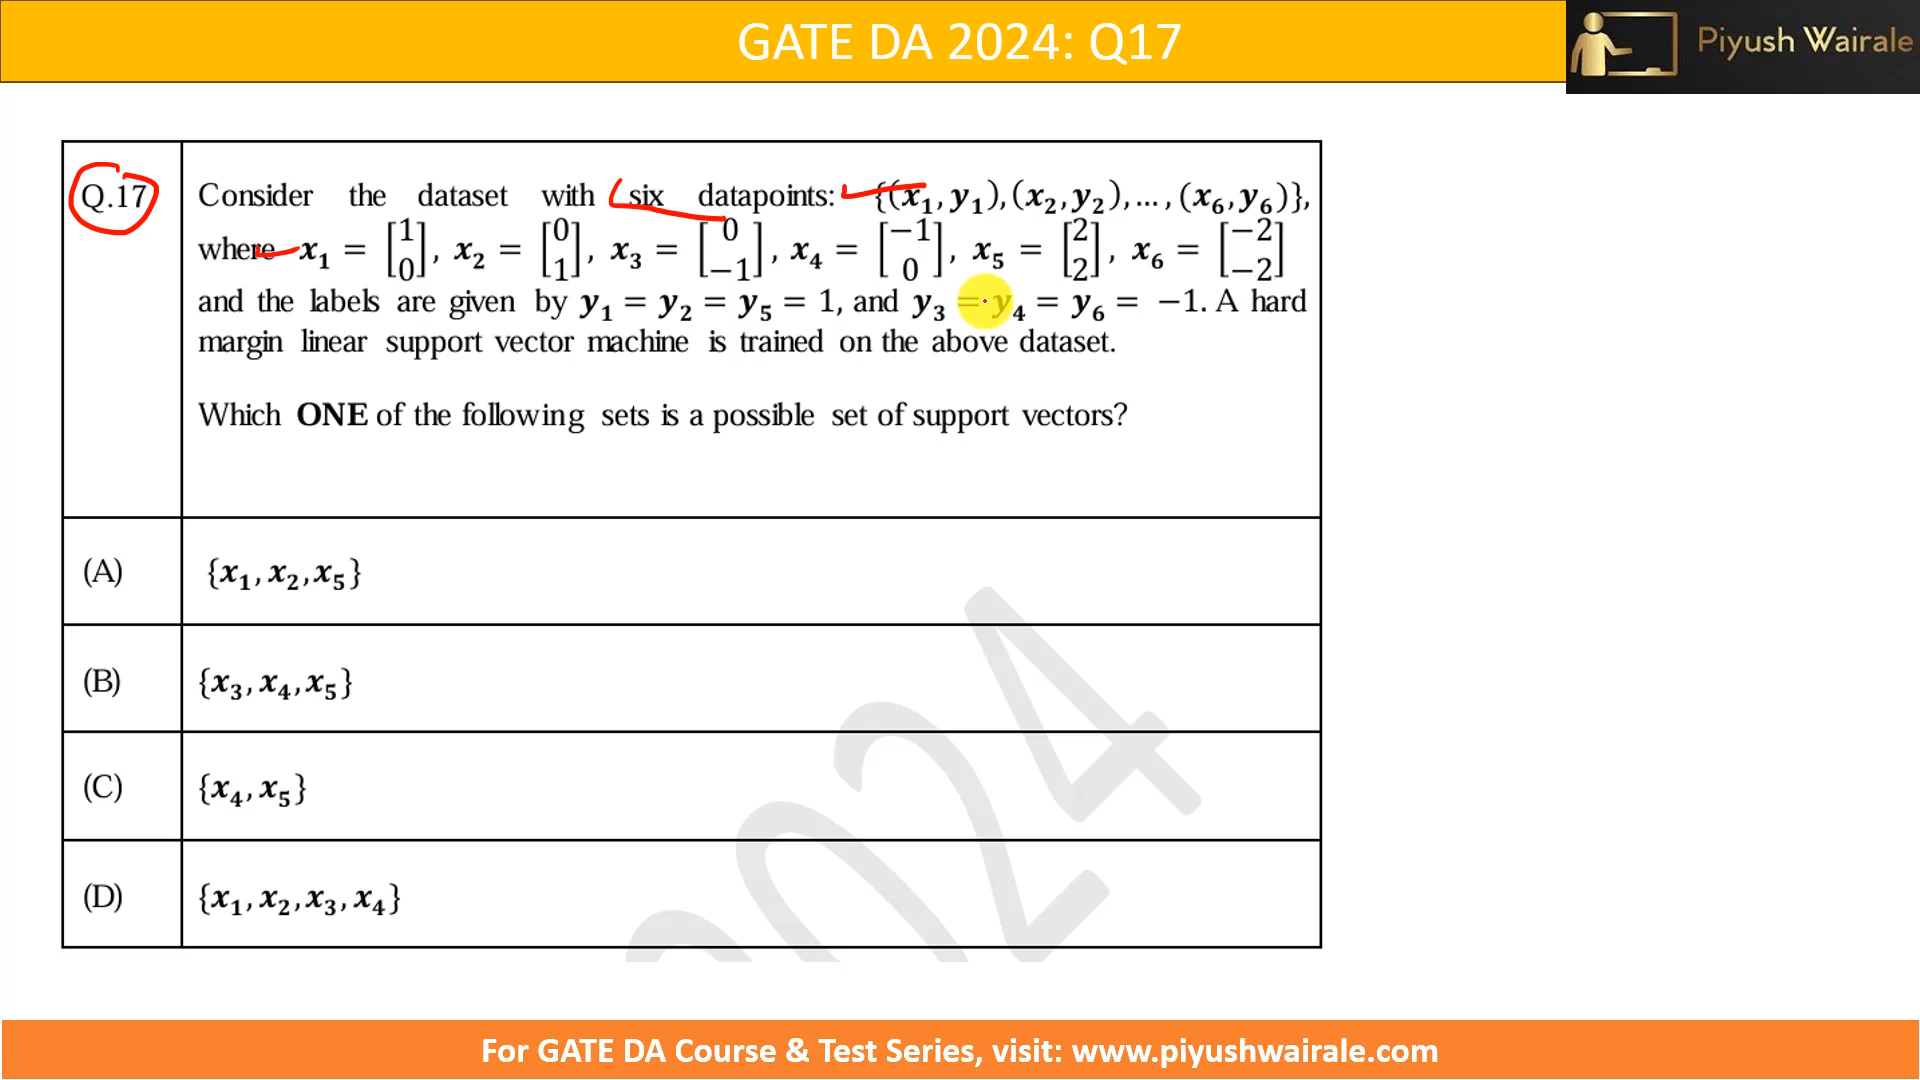 GATE DA 2024: Q17
Piyush Wairale
Q.17
Consider the dataset with six datapoints: {(x₁, y₁), (x₂, y₂), … , (x₆, y₆)},
where x₁ = [1 0], x₂ = [0 1], x₃ = [0 −1], x₄ = [−1 0], x₅ = [2 2], x₆ = [−2 −2]
and the labels are given by y₁ = y₂ = y₅ = 1, and y₃ = y₄ = y₆ = −1. A hard
margin linear support vector machine is trained on the above dataset.
Which ONE of the following sets is a possible set of support vectors?
(A) {x₁, x₂, x₅}
(B) {x₃, x₄, x₅}
(C) {x₄, x₅}
(D) {x₁, x₂, x₃, x₄}
2024
For GATE DA Course & Test Series, visit: www.piyushwairale.com